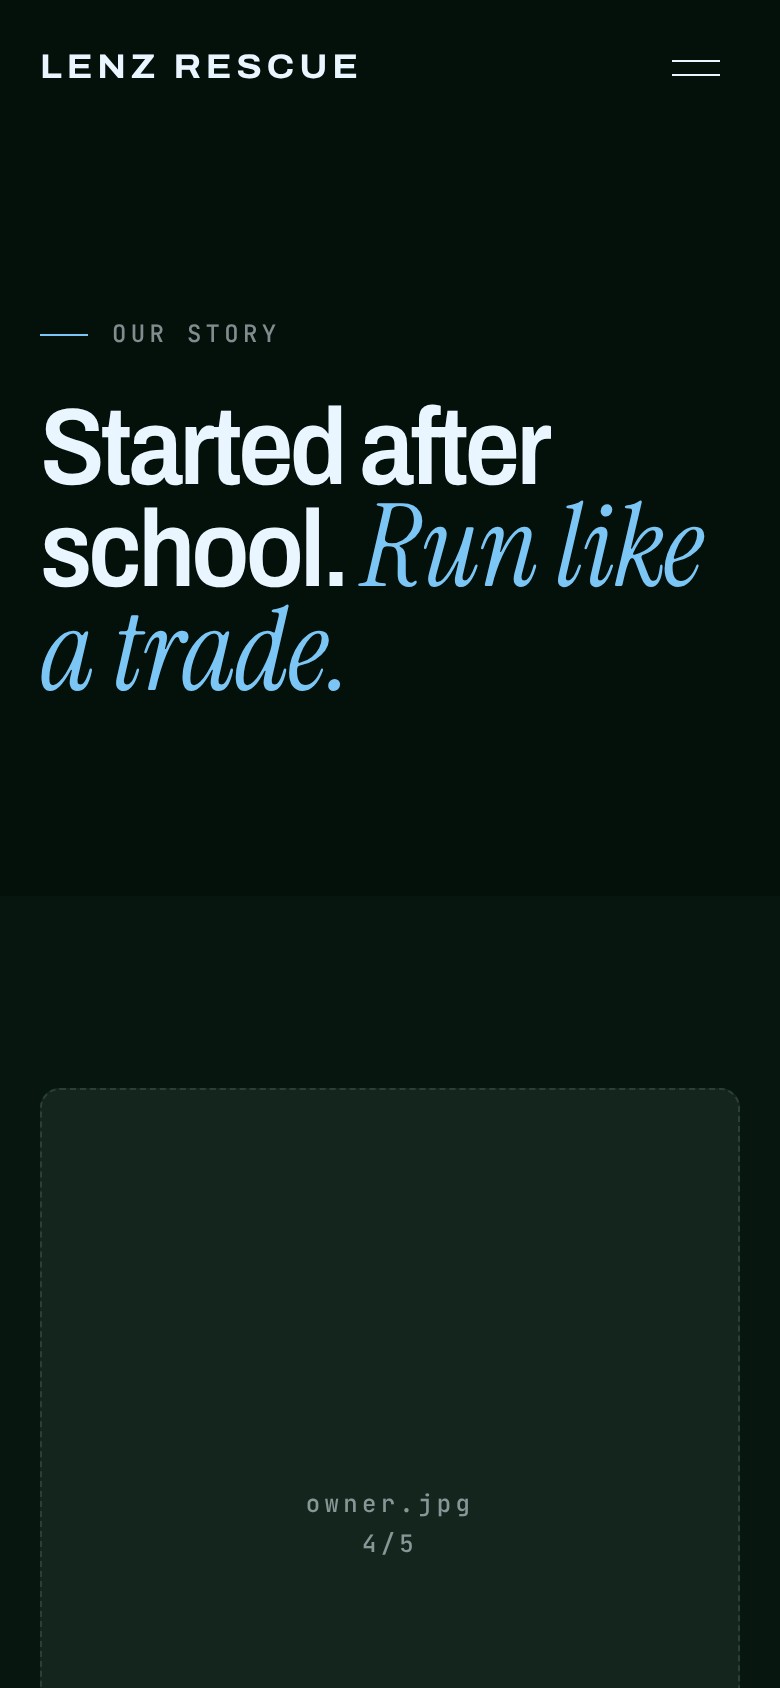 LENZ RESCUE
OUR STORY
Started after
school. Run like
a trade.
owner.jpg
4/5